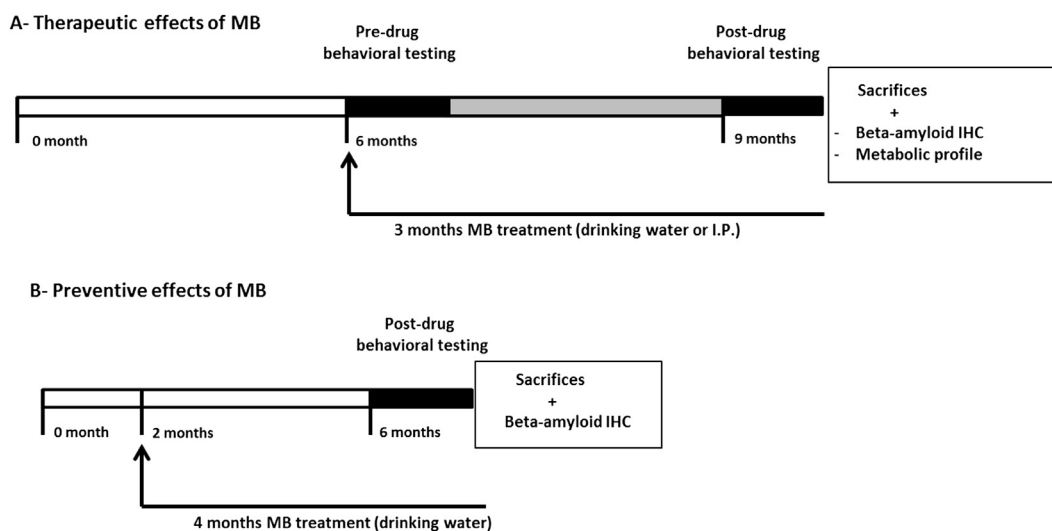 A- Therapeutic effects of MB
Pre-drug
behavioral testing
Post-drug
behavioral testing
0 month
6 months
9 months
Sacrifices
+
- Beta-amyloid IHC
- Metabolic profile
3 months MB treatment (drinking water or I.P.)
B- Preventive effects of MB
Post-drug
behavioral testing
0 month
2 months
6 months
Sacrifices
+
Beta-amyloid IHC
4 months MB treatment (drinking water)